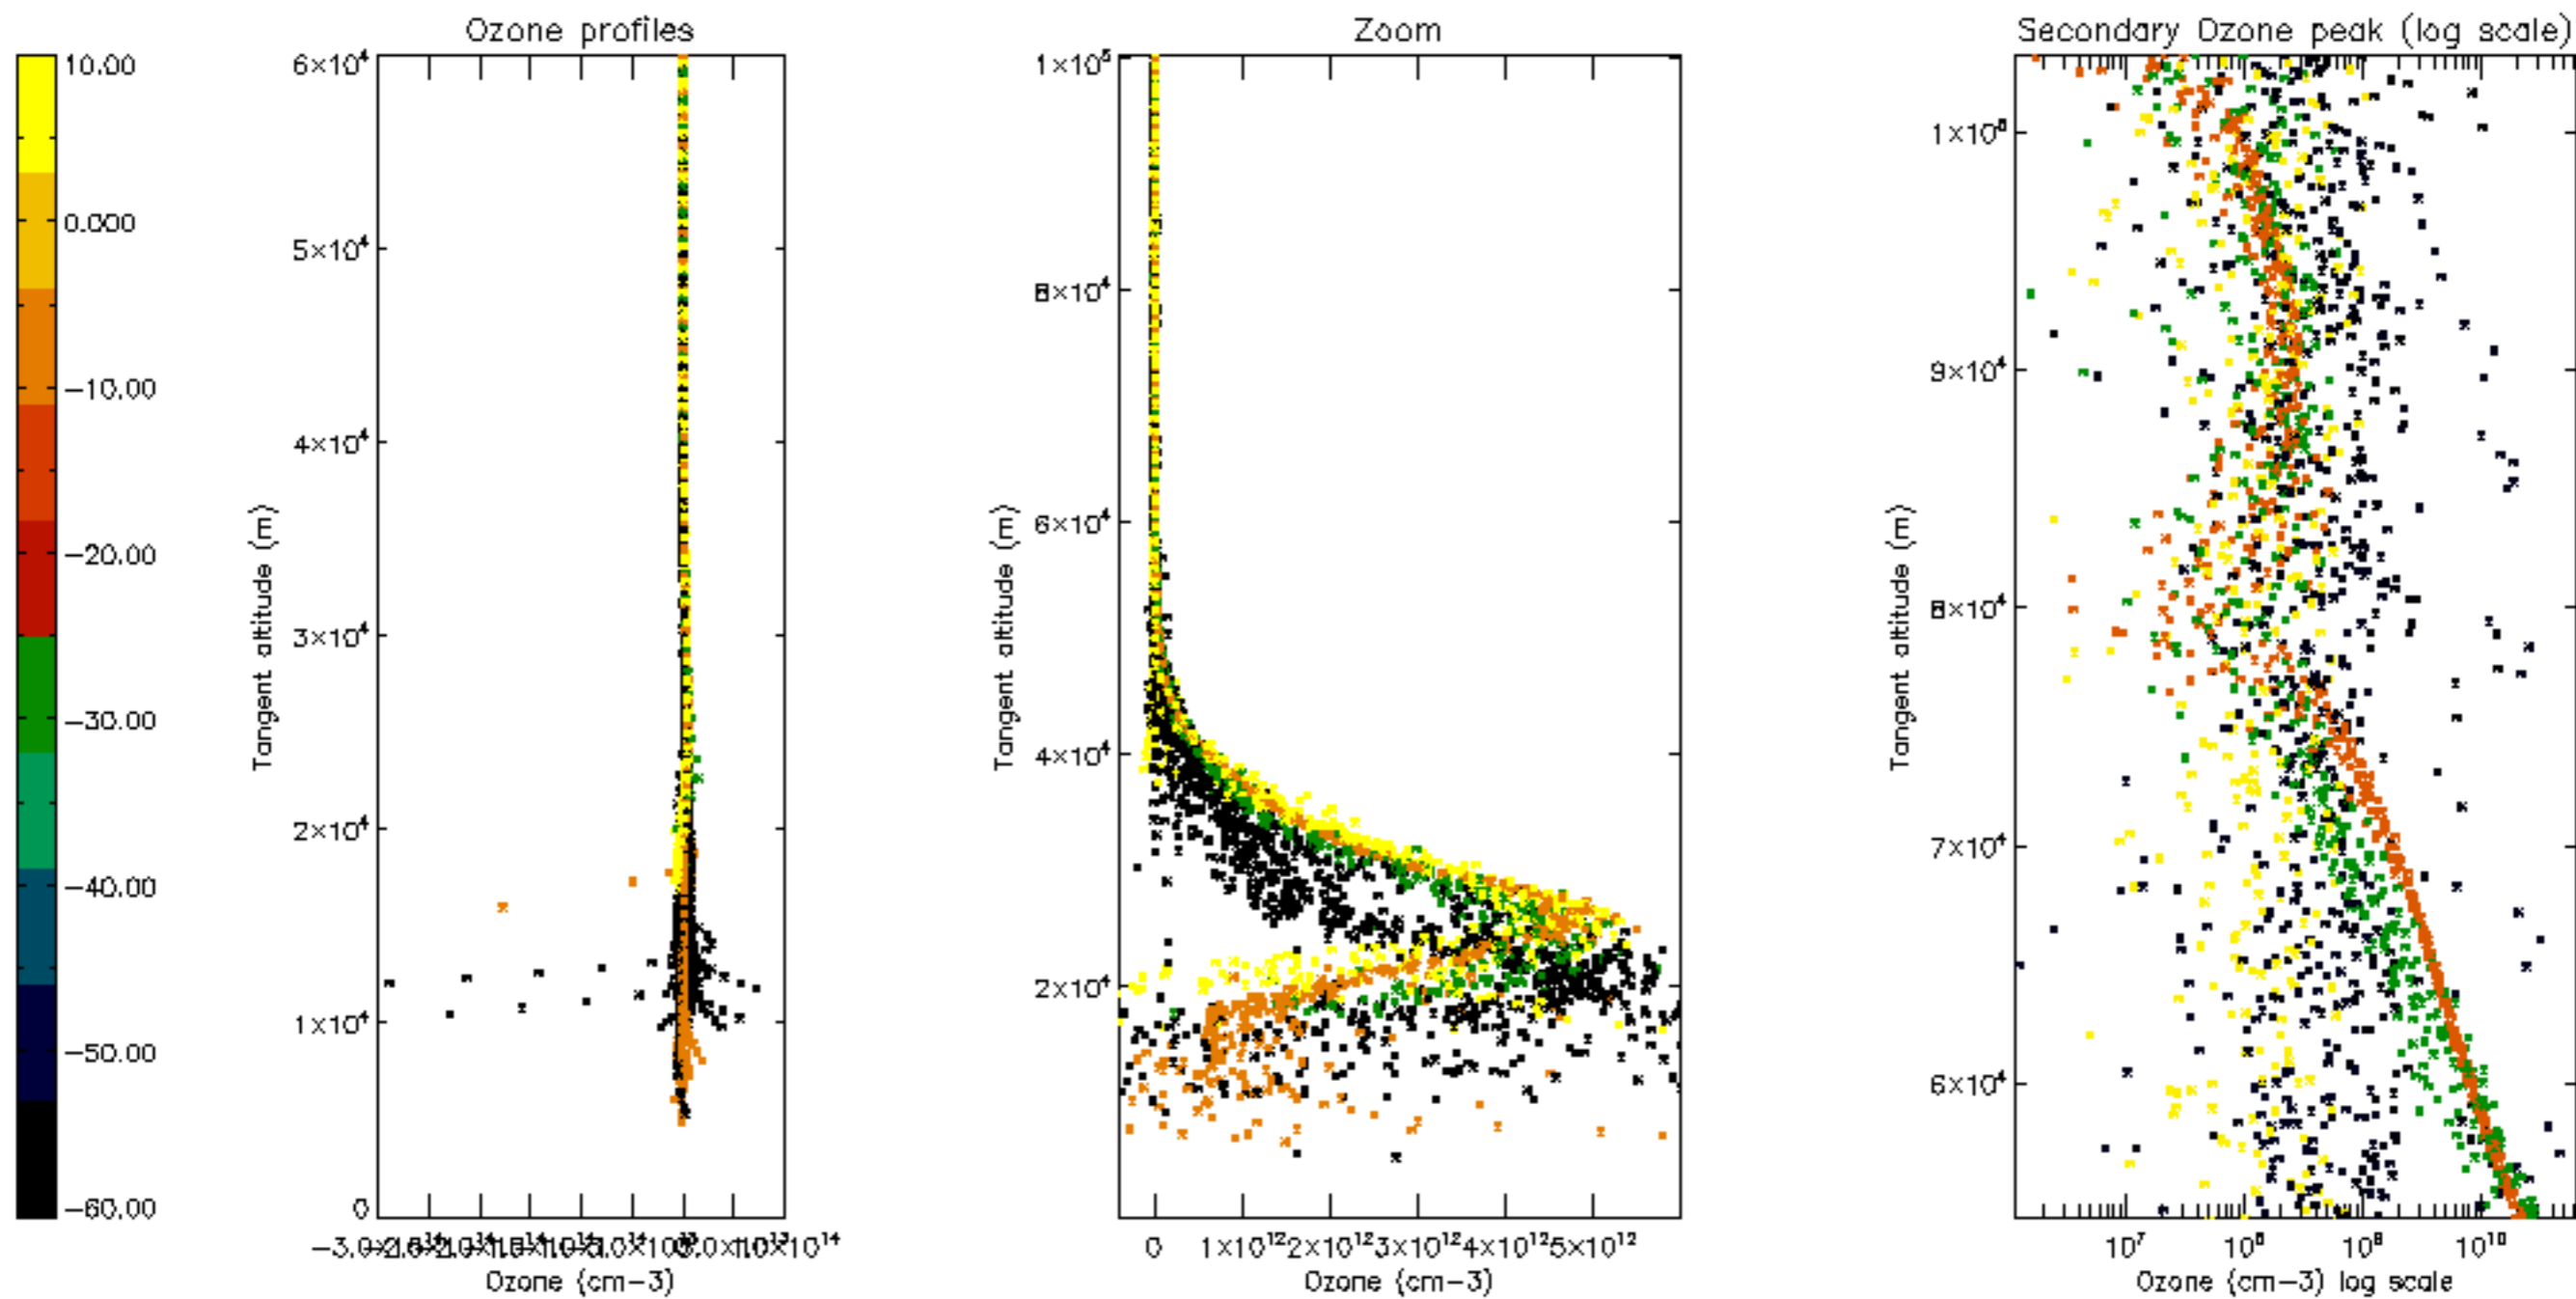 Ozone profiles
Zoom
Secondary Ozone peak (log scale)
10.00
0.000
−10.00
−20.00
−30.00
−40.00
−50.00
−60.00
6×10⁴
5×10⁴
4×10⁴
3×10⁴
2×10⁴
1×10⁴
0
Tangent altitude (m)
Ozone (cm−3)
1×10⁵
8×10⁴
6×10⁴
4×10⁴
2×10⁴
Tangent altitude (m)
0 1×10¹² 2×10¹² 3×10¹² 4×10¹² 5×10¹²
Ozone (cm−3)
9×10⁴
8×10⁴
7×10⁴
6×10⁴
Tangent altitude (m)
10⁷ 10⁸ 10⁹ 10¹⁰
Ozone (cm−3) log scale